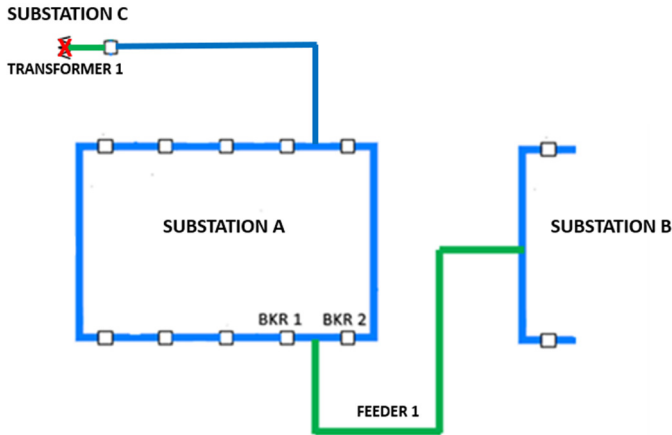 SUBSTATION C
TRANSFORMER 1
SUBSTATION A
SUBSTATION B
BKR 1
BKR 2
FEEDER 1